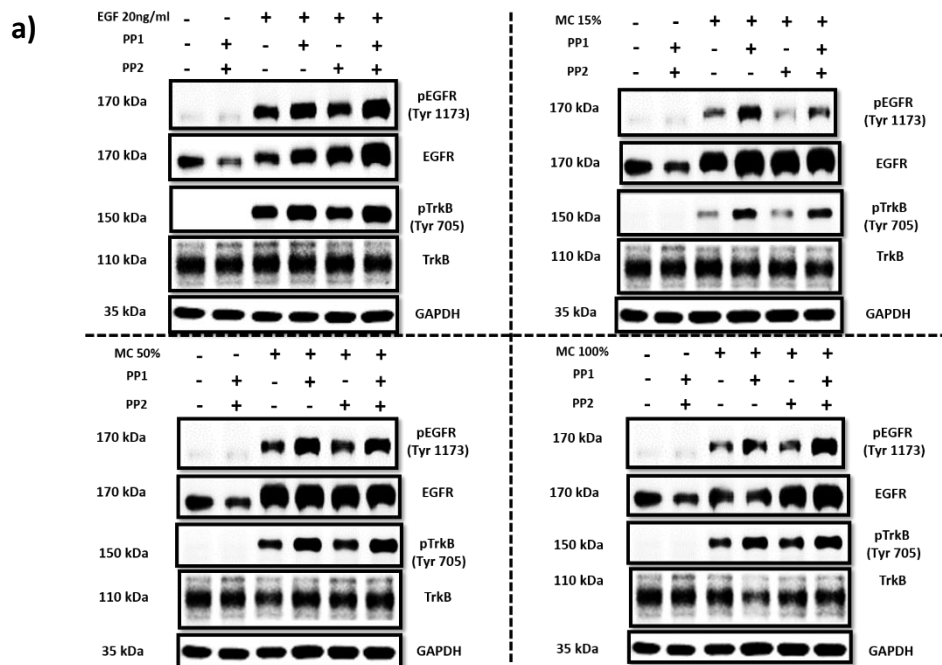 a)
EGF 20ng/ml - - + + + +
PP1 - + - + - +
PP2 - + - - + +
170 kDa pEGFR
(Tyr 1173)
170 kDa EGFR
150 kDa pTrkB
(Tyr 705)
110 kDa TrkB
35 kDa GAPDH
MC 15% - - + + + +
PP1 - + - + - +
PP2 - + - - + +
170 kDa pEGFR
(Tyr 1173)
170 kDa EGFR
150 kDa pTrkB
(Tyr 705)
110 kDa TrkB
35 kDa GAPDH
MC 50% - - + + + +
PP1 - + - + - +
PP2 - + - - + +
170 kDa pEGFR
(Tyr 1173)
170 kDa EGFR
150 kDa pTrkB
(Tyr 705)
110 kDa TrkB
35 kDa GAPDH
MC 100% - - + + + +
PP1 - + - + - +
PP2 - + - - + +
170 kDa pEGFR
(Tyr 1173)
170 kDa EGFR
150 kDa pTrkB
(Tyr 705)
110 kDa TrkB
35 kDa GAPDH